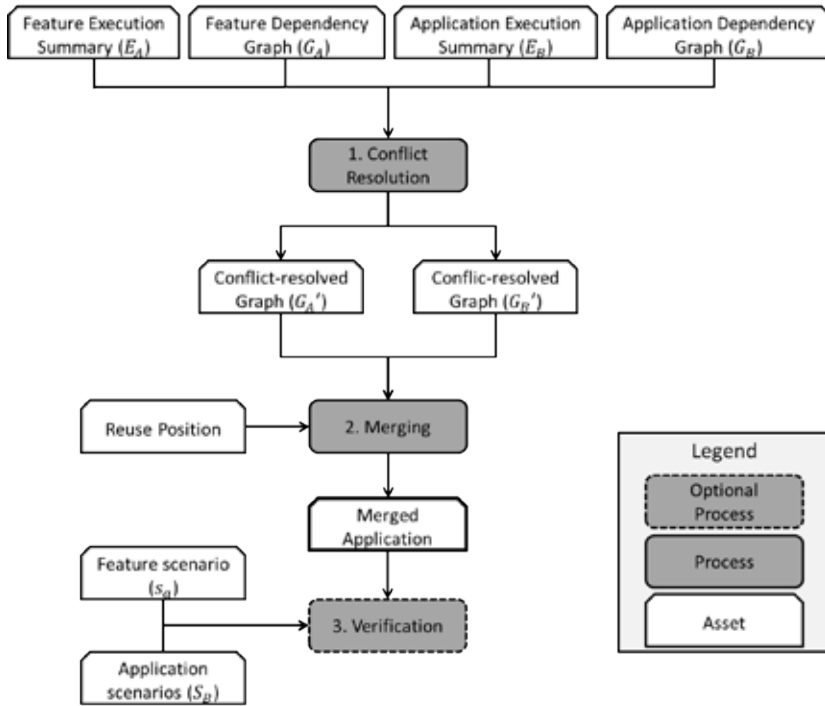 Feature Execution
Summary (E_A)
Feature Dependency
Graph (G_A)
Application Execution
Summary (E_B)
Application Dependency
Graph (G_B)
1. Conflict
Resolution
Conflict-resolved
Graph (G_A′)
Conflic-resolved
Graph (G_B′)
Reuse Position
2. Merging
Merged
Application
Feature scenario
(s_a)
3. Verification
Application
scenarios (S_B)
Legend
Optional
Process
Process
Asset